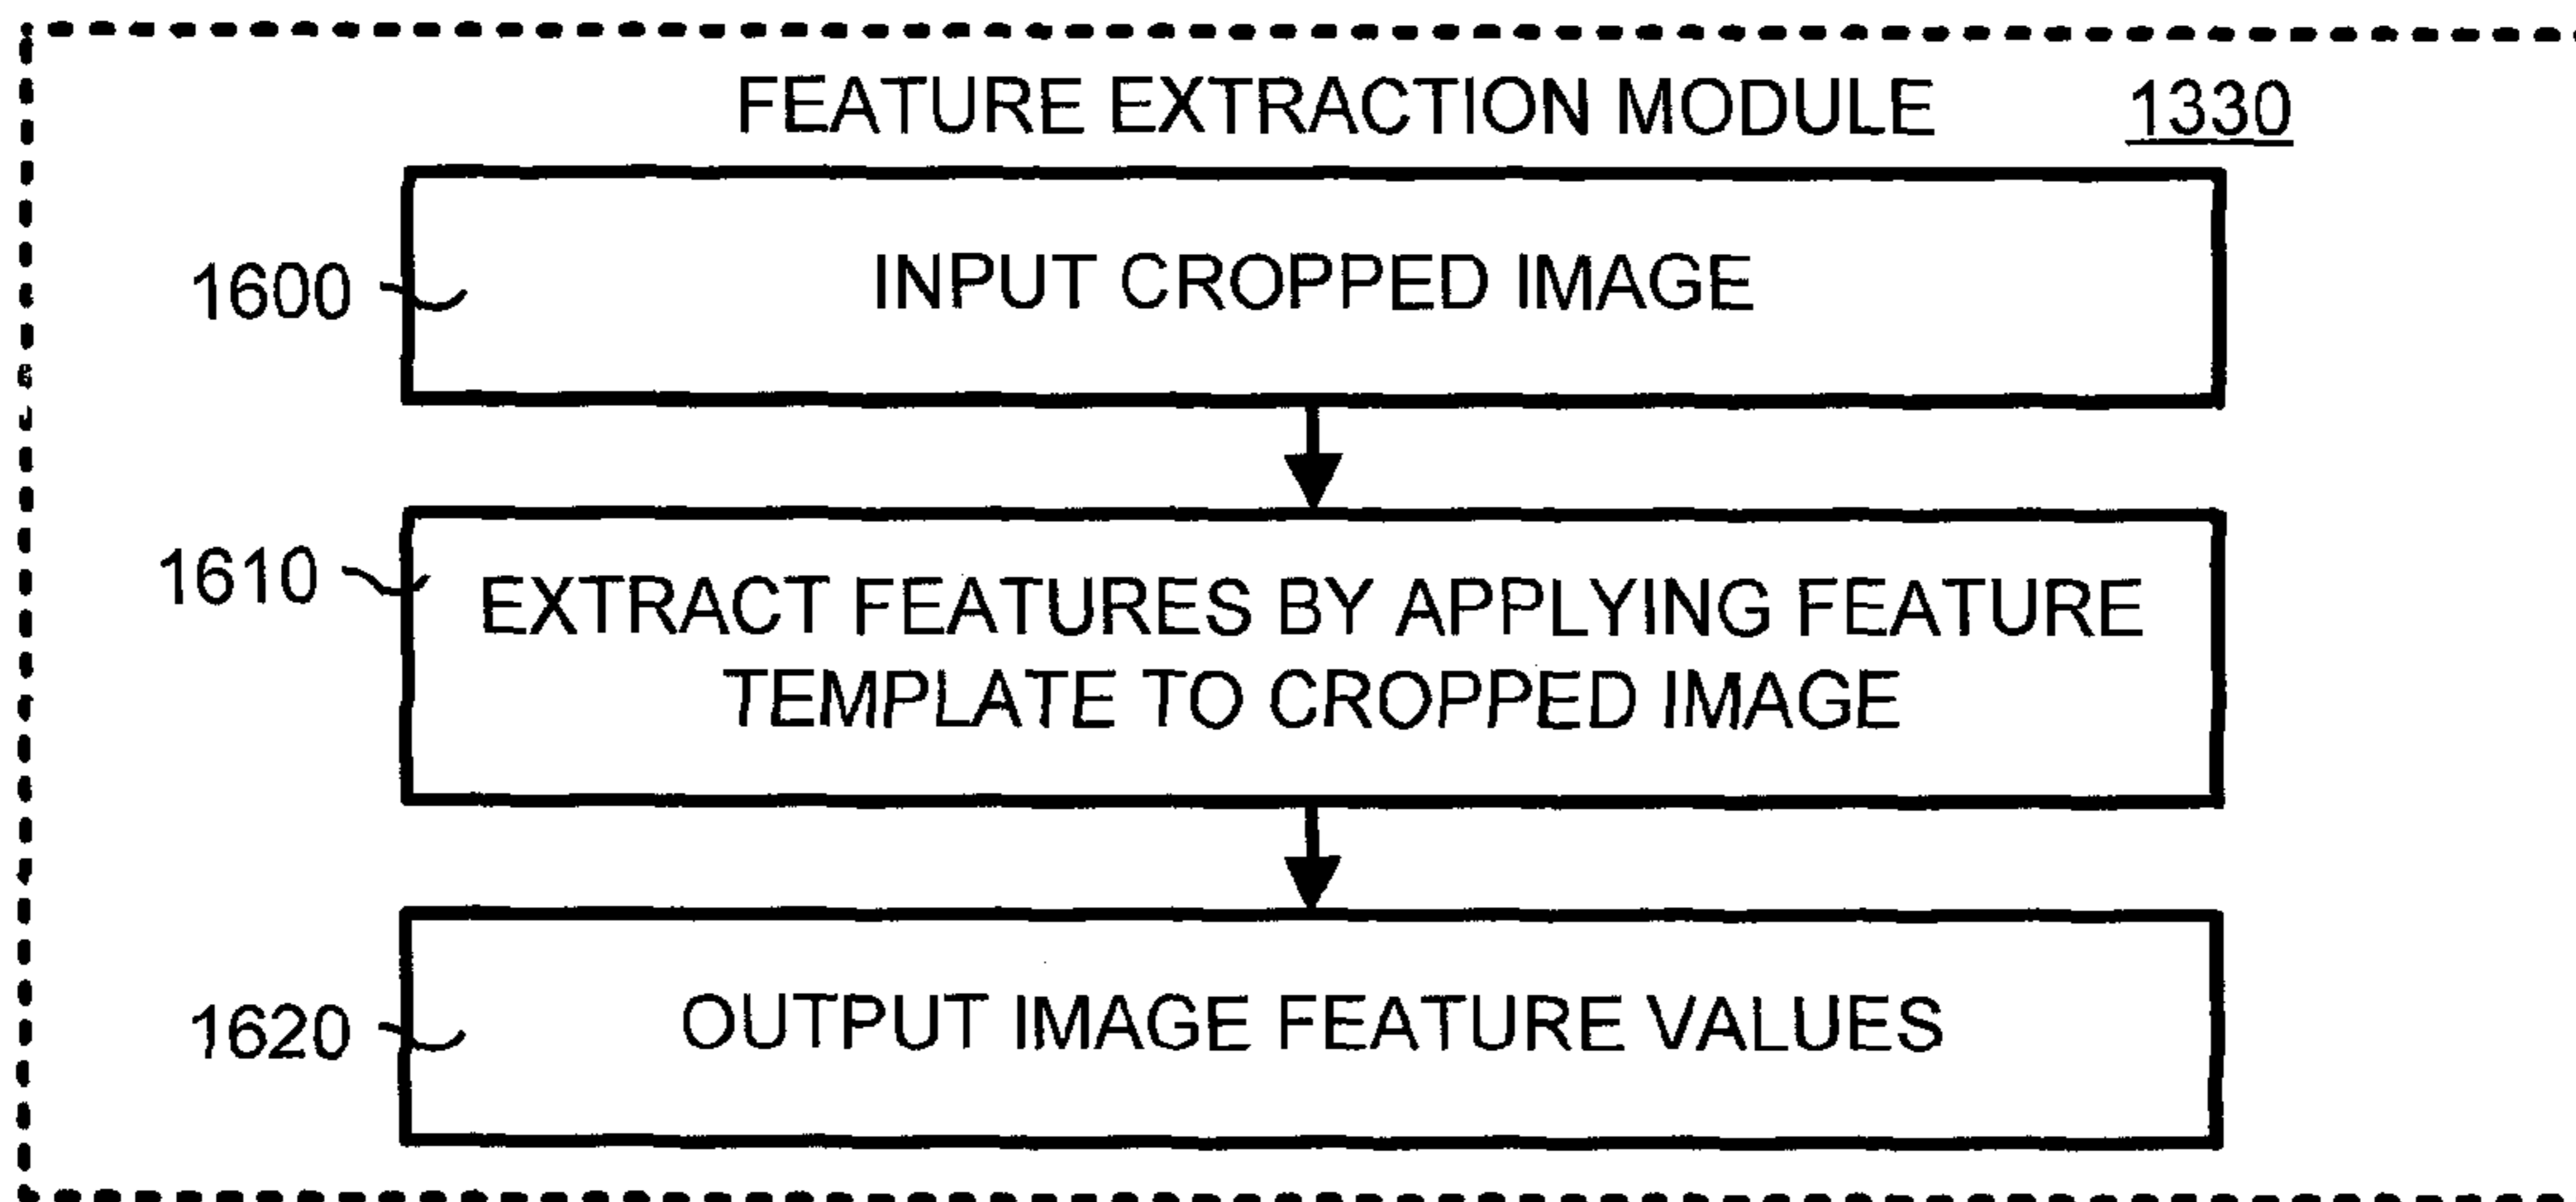 FEATURE EXTRACTION MODULE 1330
1600 INPUT CROPPED IMAGE
1610 EXTRACT FEATURES BY APPLYING FEATURE
TEMPLATE TO CROPPED IMAGE
1620 OUTPUT IMAGE FEATURE VALUES